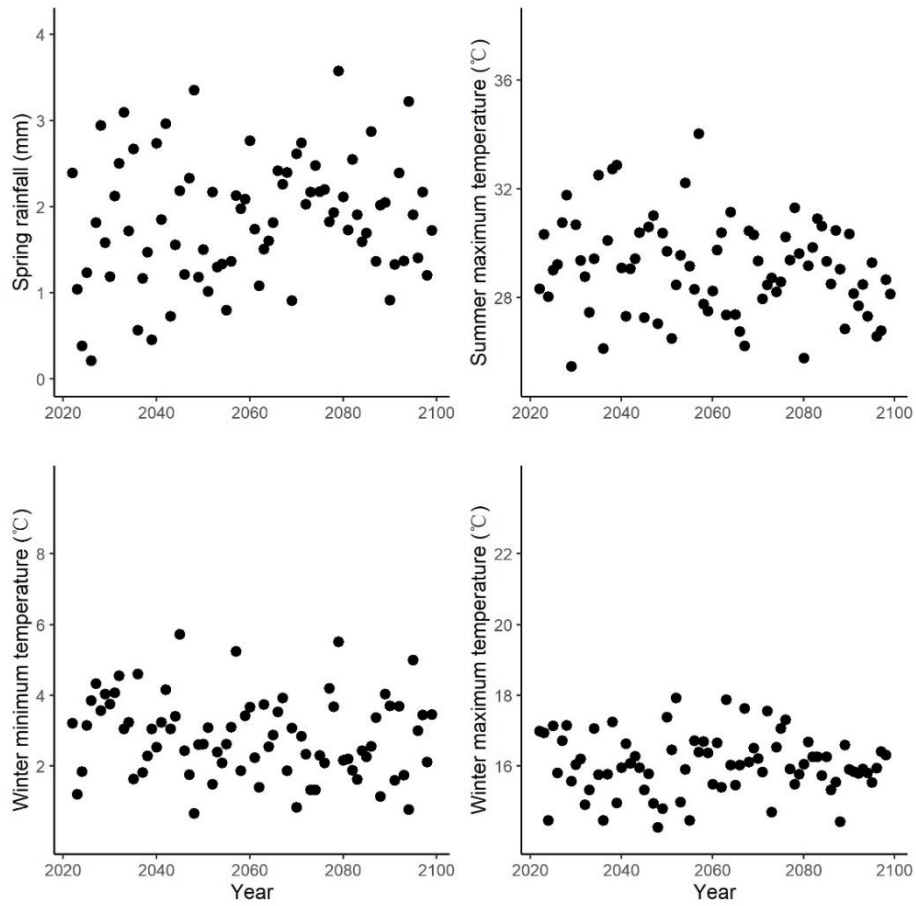 Spring rainfall (mm)
4
3
2
1
0
2020 2040 2060 2080 2100
Summer maximum temperature (℃)
36
32
28
2020 2040 2060 2080 2100
Winter minimum temperature (℃)
8
6
4
2
2020 2040 2060 2080 2100
Year
Winter maximum temperature (℃)
22
20
18
16
2020 2040 2060 2080 2100
Year